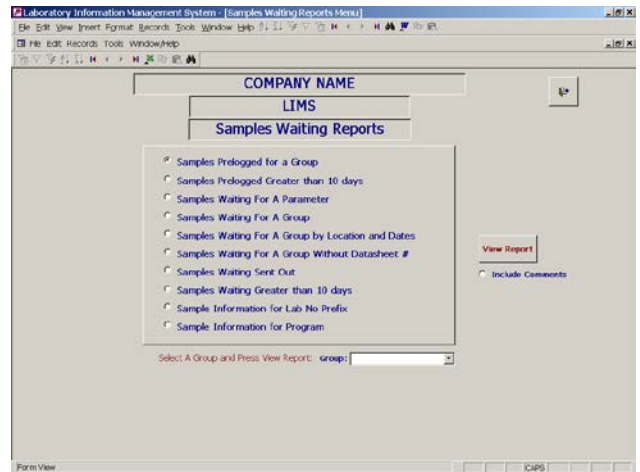 Laboratory Information Management System - [Samples Waiting Reports Menu]
File Edit View Insert Format Records Tools Window Help
File Edit Records Tools Window/Help
COMPANY NAME
LIMS
Samples Waiting Reports
Samples Prelogged for a Group
Samples Prelogged Greater than 10 days
Samples Waiting For A Parameter
Samples Waiting For A Group
Samples Waiting For A Group by Location and Dates
Samples Waiting For A Group Without Datasheet #
Samples Waiting Sent Out
Samples Waiting Greater than 10 days
Sample Information for Lab No Prefix
Sample Information for Program
View Report
Include Comments
Select A Group and Press View Report: Group:
Form View CAPS